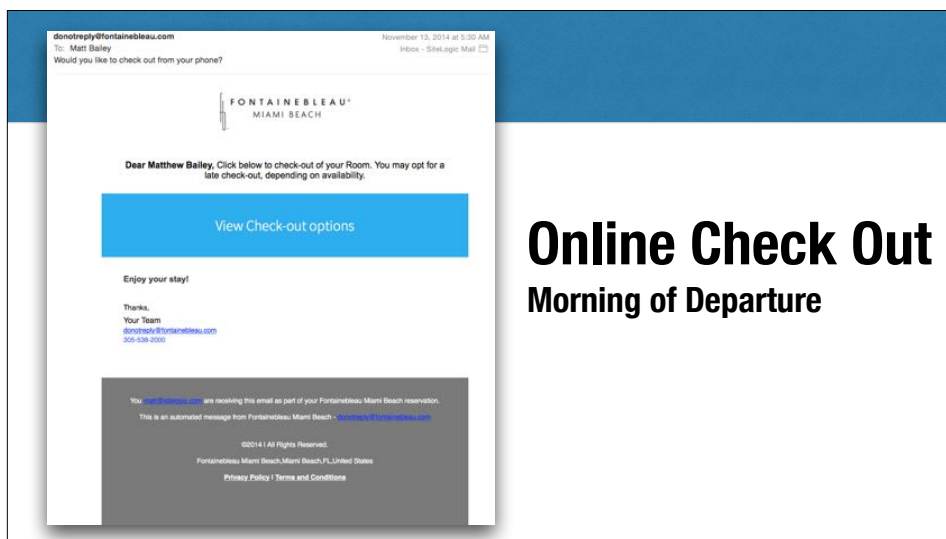 donotreply@fontainebleau.com
November 13, 2014 at 5:30 AM
To: Matt Bailey
Inbox - SiteLogic Mail
Would you like to check out from your phone?
FONTAINEBLEAU®
MIAMI BEACH
Dear Matthew Bailey, Click below to check-out of your Room. You may opt for a
late check-out, depending on availability.
View Check-out options
Enjoy your stay!
Thanks,
Your Team
donotreply@fontainebleau.com
305-538-2000
You matt@sitelogic.com are receiving this email as part of your Fontainebleau Miami Beach reservation.
This is an automated message from Fontainebleau Miami Beach - donotreply@fontainebleau.com
©2014 | All Rights Reserved.
Fontainebleau Miami Beach,Miami Beach,FL,United States
Privacy Policy | Terms and Conditions
Online Check Out
Morning of Departure